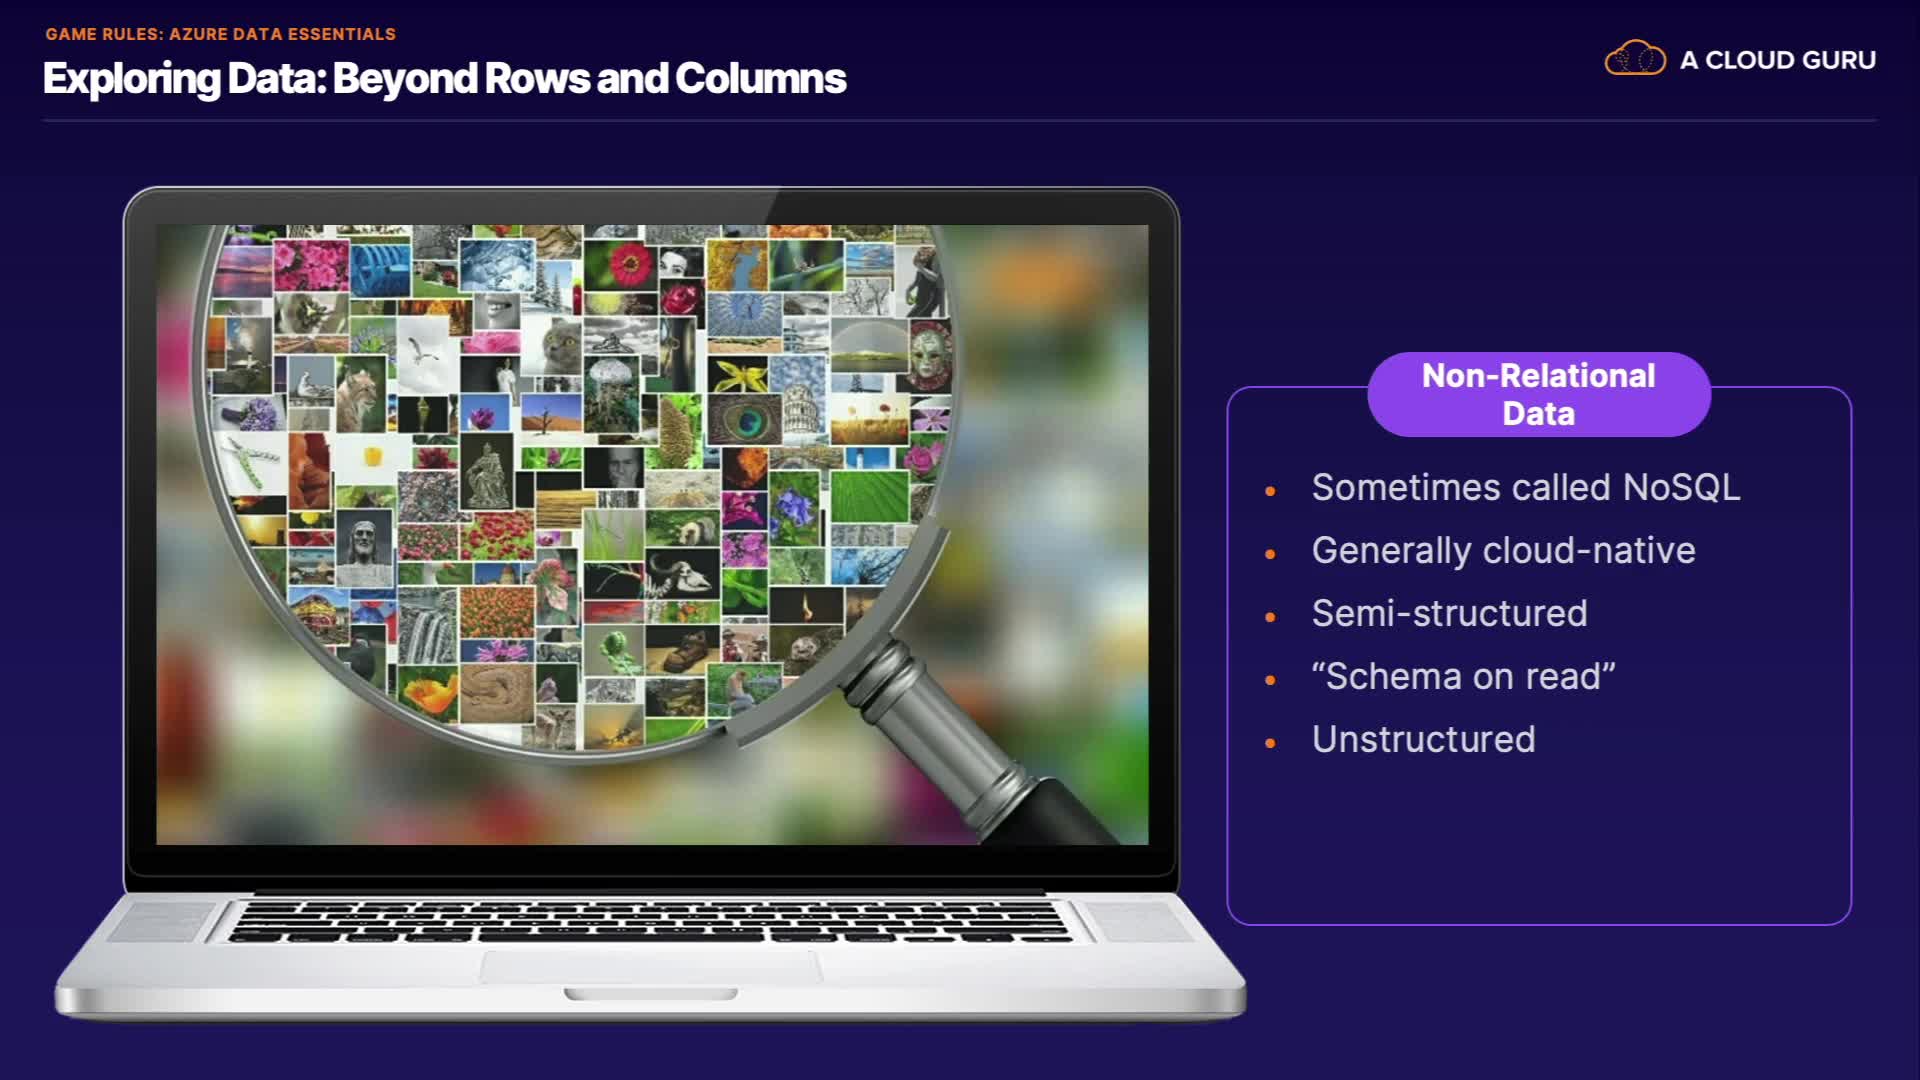 GAME RULES: AZURE DATA ESSENTIALS
Exploring Data: Beyond Rows and Columns
A CLOUD GURU
Non-Relational
Data
• Sometimes called NoSQL
• Generally cloud-native
• Semi-structured
• “Schema on read”
• Unstructured